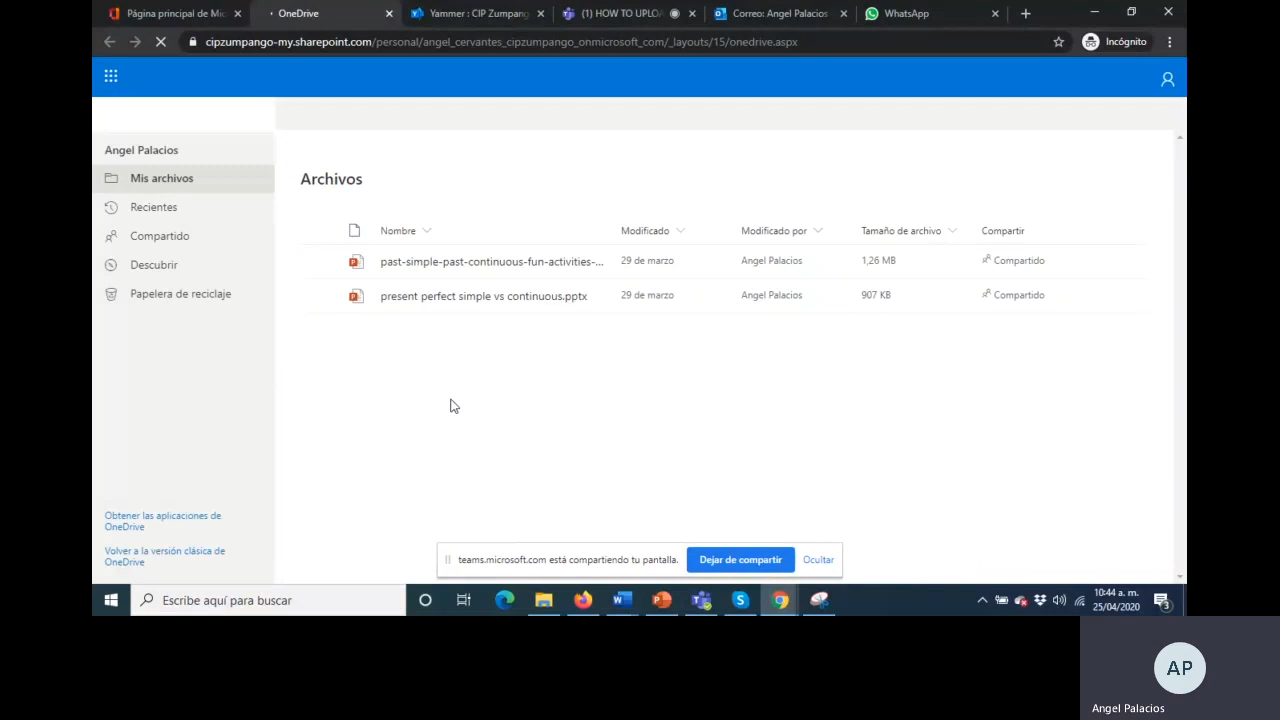 Página principal de Mic
OneDrive
Yammer : CIP Zumpang
(1) HOW TO UPLOA
Correo: Angel Palacios
WhatsApp
cipzumpango-my.sharepoint.com/personal/angel_cervantes_cipzumpango_onmicrosoft_com/_layouts/15/onedrive.aspx
Incógnito
Angel Palacios
Mis archivos
Recientes
Compartido
Descubrir
Papelera de reciclaje
Obtener las aplicaciones de
OneDrive
Volver a la versión clásica de
OneDrive
Archivos
Nombre Modificado Modificado por Tamaño de archivo Compartir
past-simple-past-continuous-fun-activities-... 29 de marzo Angel Palacios 1,26 MB Compartido
present perfect simple vs continuous.pptx 29 de marzo Angel Palacios 907 KB Compartido
teams.microsoft.com está compartiendo tu pantalla. Dejar de compartir Ocultar
Escribe aquí para buscar
10:44 a. m.
25/04/2020
3
AP
Angel Palacios